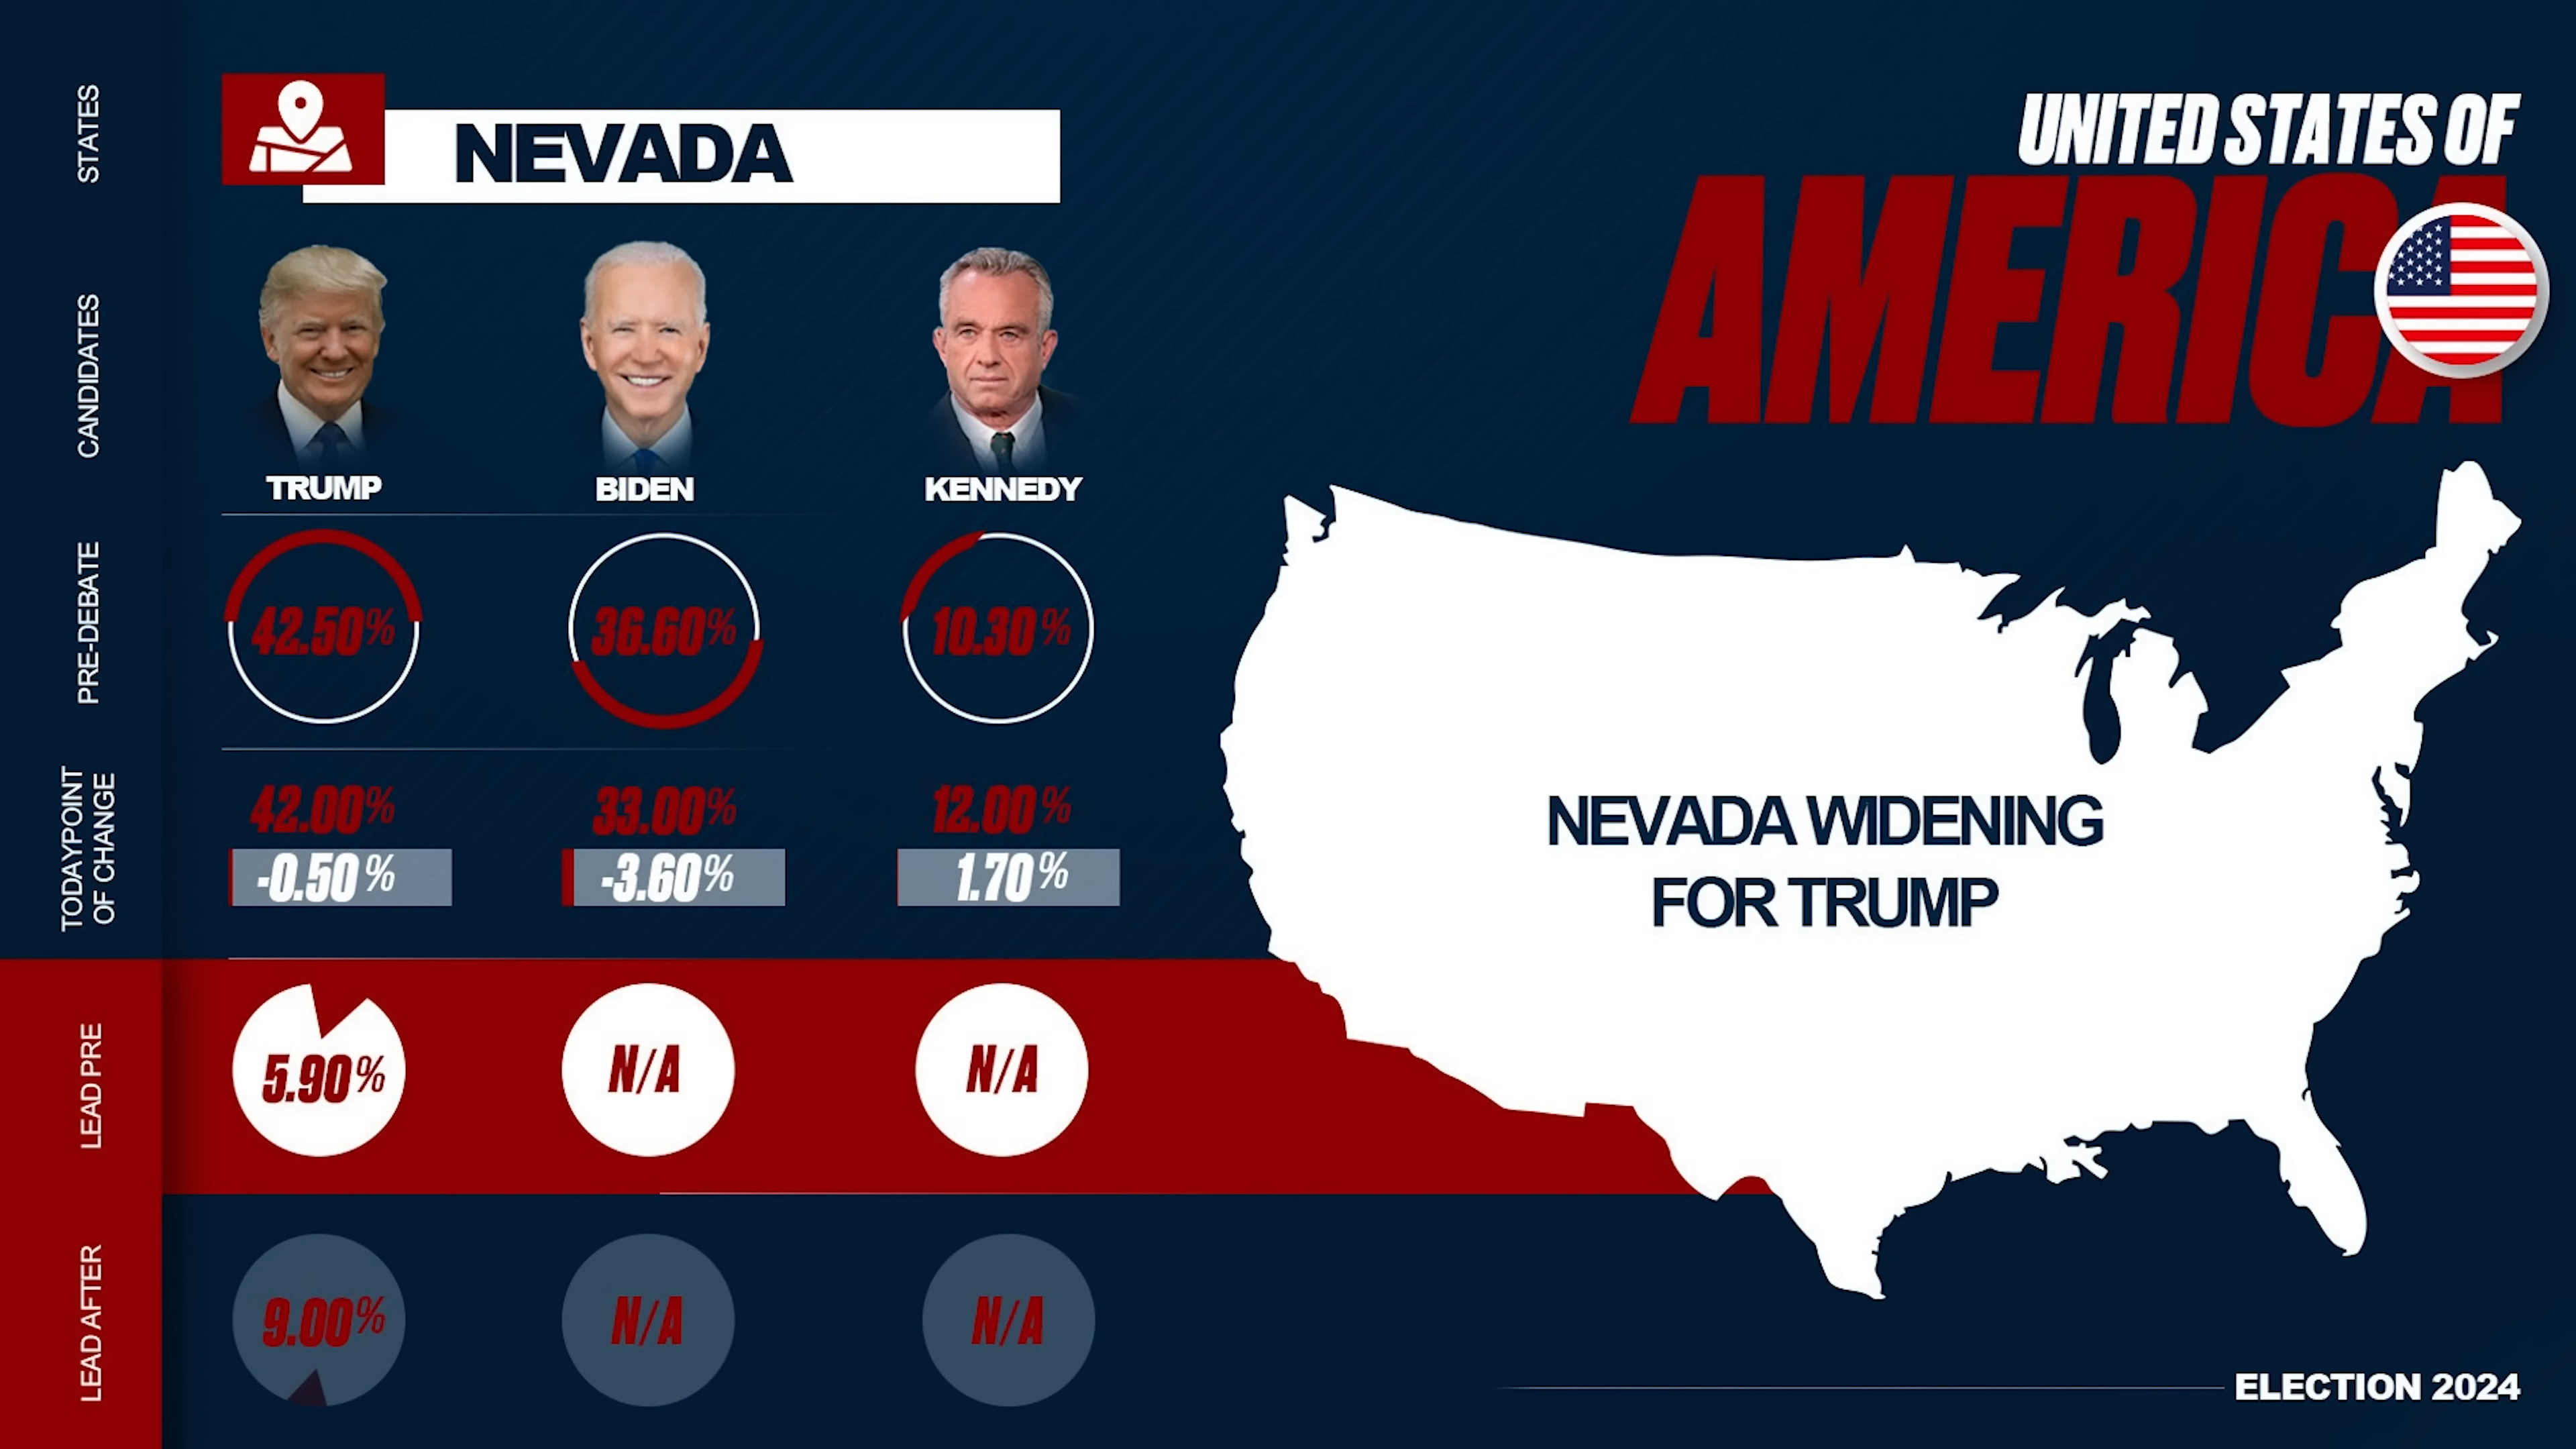 STATES
NEVADA
UNITED STATES OF
AMERICA
CANDIDATES
TRUMP
BIDEN
KENNEDY
PRE-DEBATE
42.50%
36.60%
10.30%
TODAYPOINT
OF CHANGE
42.00%
33.00%
12.00%
-0.50%
-3.60%
1.70%
NEVADA WIDENING
FOR TRUMP
LEAD PRE
5.90%
N/A
N/A
LEAD AFTER
9.00%
N/A
N/A
ELECTION 2024